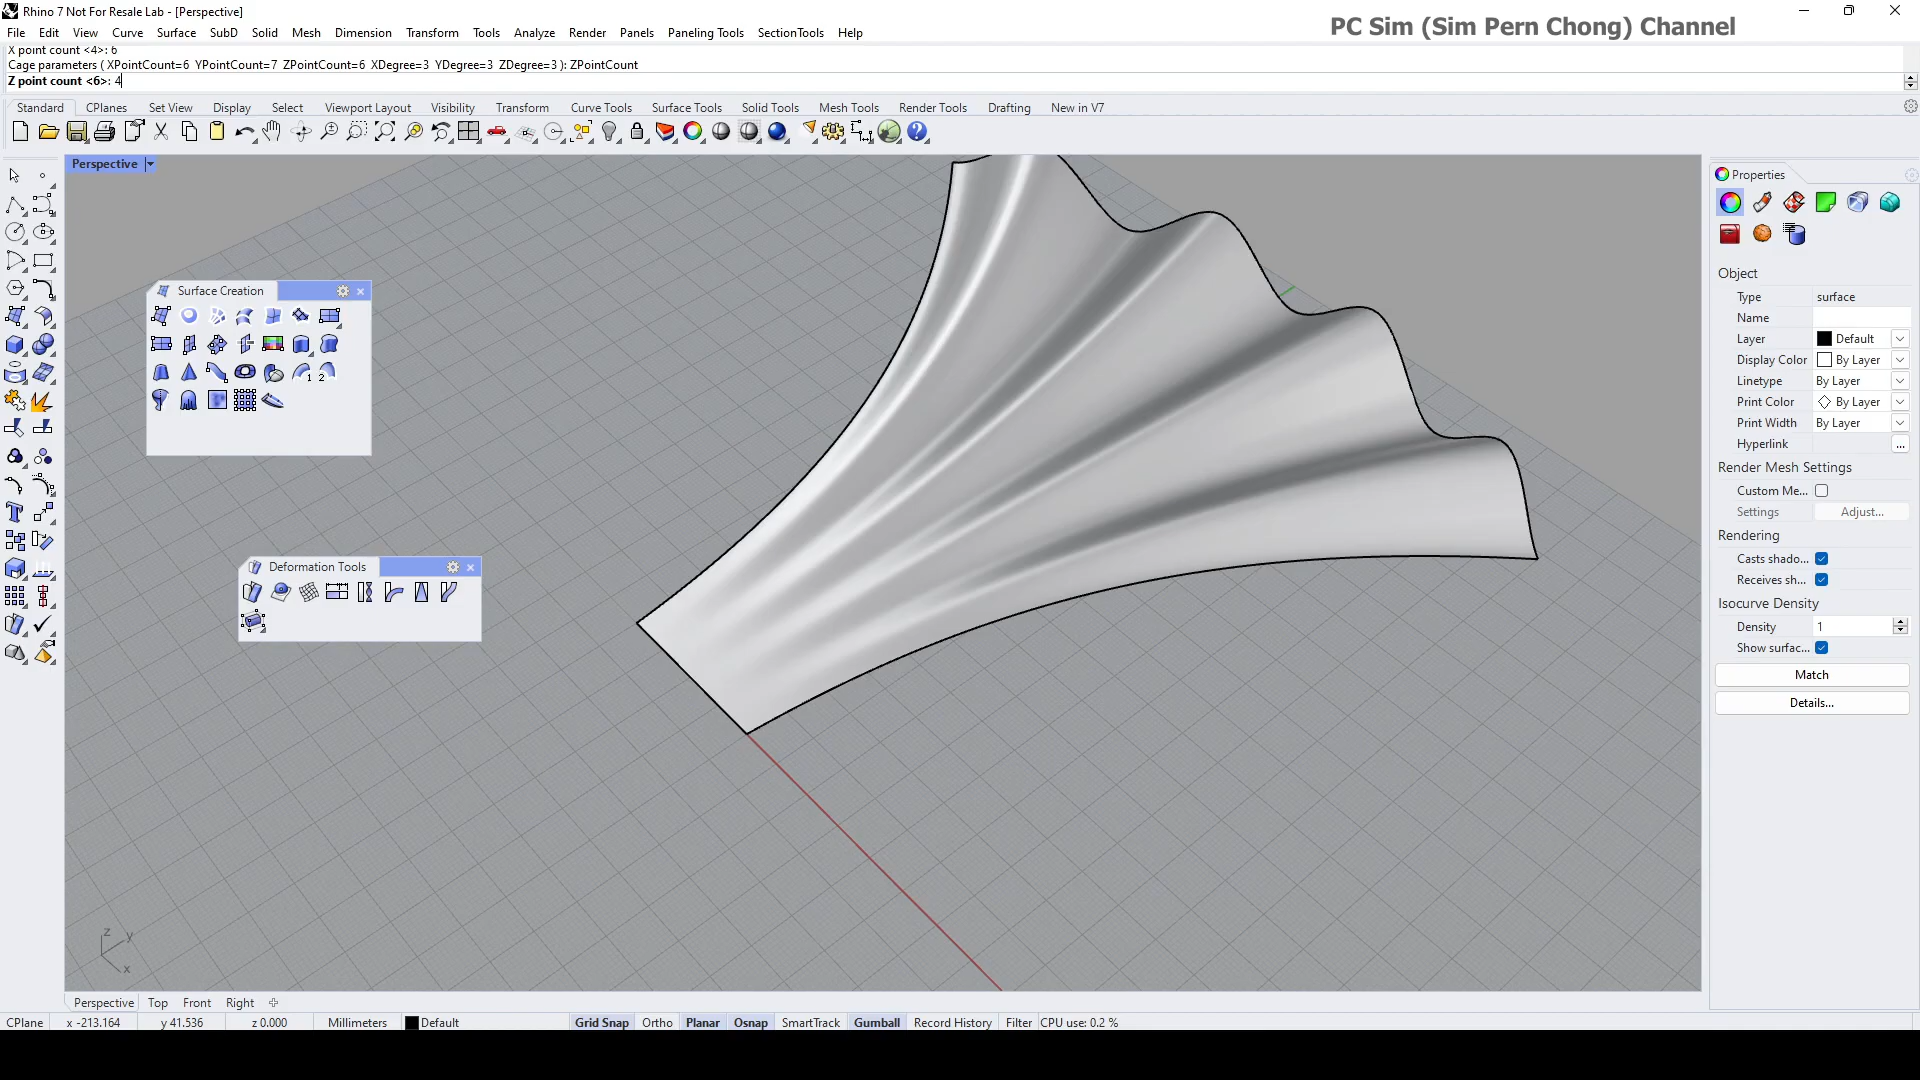 Rhino 7 Not For Resale Lab - [Perspective]
PC Sim (Sim Pern Chong) Channel
File Edit View Curve Surface SubD Solid Mesh Dimension Transform Tools Analyze Render Panels Paneling Tools SectionTools Help
X point count <4>: 6
Cage parameters ( XPointCount=6 YPointCount=7 ZPointCount=6 XDegree=3 YDegree=3 ZDegree=3 ): ZPointCount
Z point count <6>: 4
Standard CPlanes Set View Display Select Viewport Layout Visibility Transform Curve Tools Surface Tools Solid Tools Mesh Tools Render Tools Drafting New in V7
Perspective
Properties
Surface Creation
1 2
Deformation Tools
Object
Type surface
Name
Layer Default
Display Color By Layer
Linetype By Layer
Print Color By Layer
Print Width By Layer
Hyperlink ...
Render Mesh Settings
Custom Me...
Settings Adjust...
Rendering
Casts shado...
Receives sh...
Isocurve Density
Density 1
Show surfac...
Match
Details...
z y x
Perspective Top Front Right
CPlane x -213.164 y 41.536 z 0.000 Millimeters Default Grid Snap Ortho Planar Osnap SmartTrack Gumball Record History Filter CPU use: 0.2 %